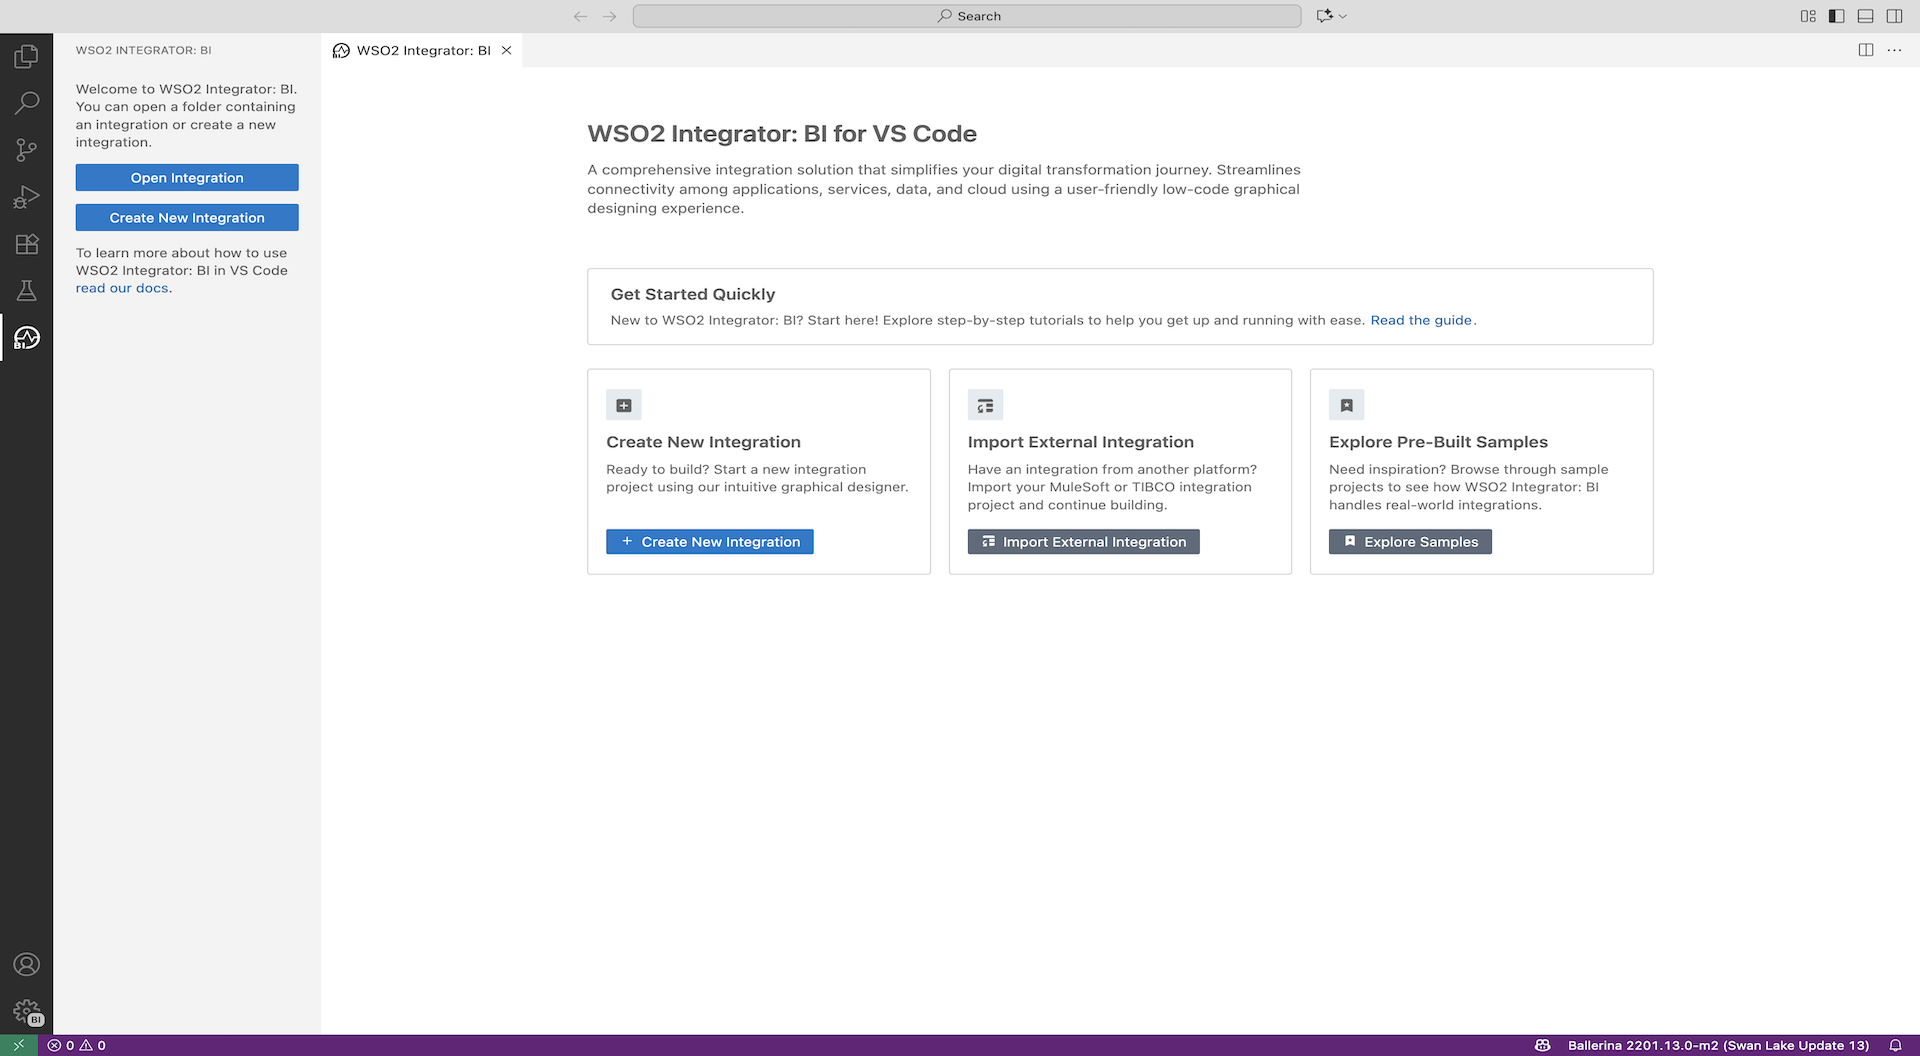 Search
WSO2 INTEGRATOR: BI
Welcome to WSO2 Integrator: BI.
You can open a folder containing
an integration or create a new
integration.
Open Integration
Create New Integration
To learn more about how to use
WSO2 Integrator: BI in VS Code
read our docs.
WSO2 Integrator: BI
WSO2 Integrator: BI for VS Code
A comprehensive integration solution that simplifies your digital transformation journey. Streamlines
connectivity among applications, services, data, and cloud using a user-friendly low-code graphical
designing experience.
Get Started Quickly
New to WSO2 Integrator: BI? Start here! Explore step-by-step tutorials to help you get up and running with ease. Read the guide.
Create New Integration
Ready to build? Start a new integration
project using our intuitive graphical designer.
+ Create New Integration
Import External Integration
Have an integration from another platform?
Import your MuleSoft or TIBCO integration
project and continue building.
Import External Integration
Explore Pre-Built Samples
Need inspiration? Browse through sample
projects to see how WSO2 Integrator: BI
handles real-world integrations.
Explore Samples
BI
BI
0 0
Ballerina 2201.13.0-m2 (Swan Lake Update 13)